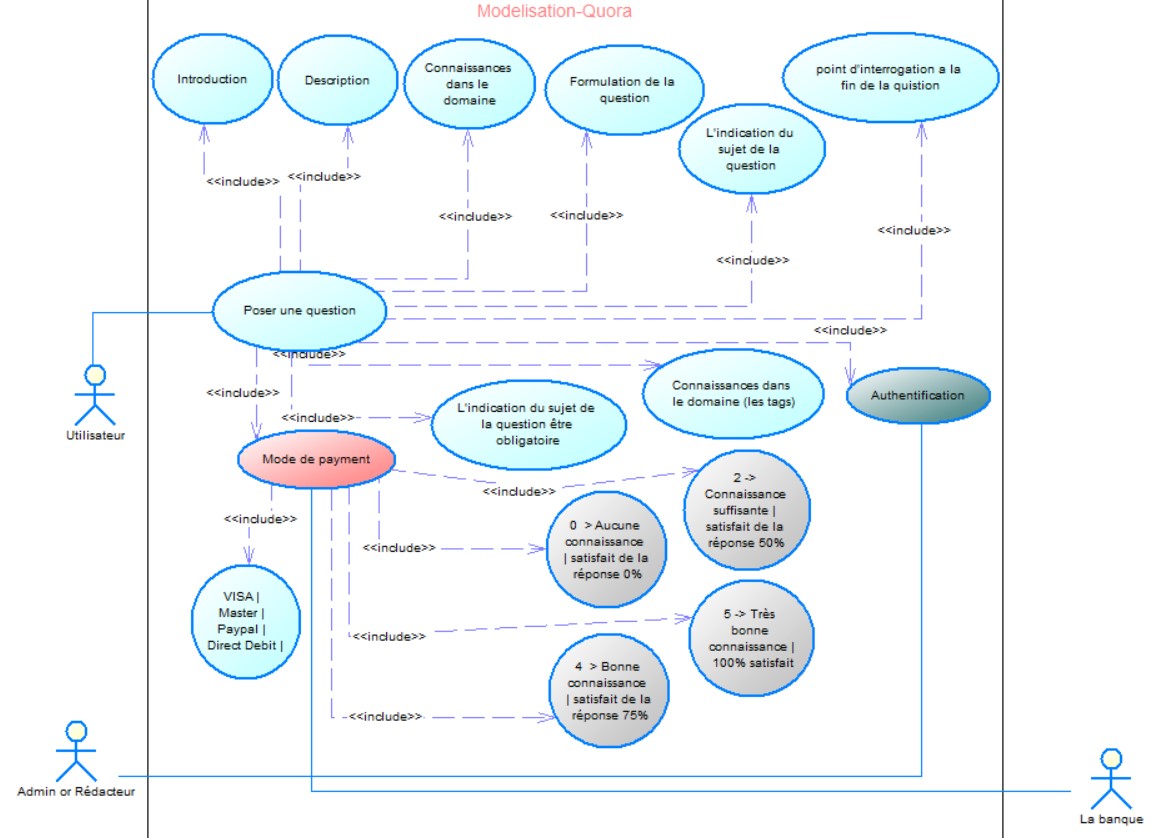 Modelisation-Quora
Introduction
Description
Connaissances
dans le
domaine
Formulation de la
question
point d'interrogation a la
fin de la quistion
L'indication du
sujet de la
question
<<include>>
<<include>>
<<include>>
<<include>>
<<include>>
<<include>>
Poser une question
<<include>>
<<include>>
<<include>>
<<include>>
Utilisateur
Connaissances dans
le domaine (les tags)
Authentification
L'indication du sujet de
la question être
obligatoire
Mode de payment
<<include>>
<<include>>
<<include>>
<<include>>
<<include>>
2 ->
Connaissance
suffisante |
satisfait de la
réponse 50%
0 > Aucune
connaissance
| satisfait de la
réponse 0%
VISA |
Master |
Paypal |
Direct Debit |
5 -> Très
bonne
connaissance |
100% satisfait
4 > Bonne
connaissance
| satisfait de la
réponse 75%
Admin or Rédacteur
La banque